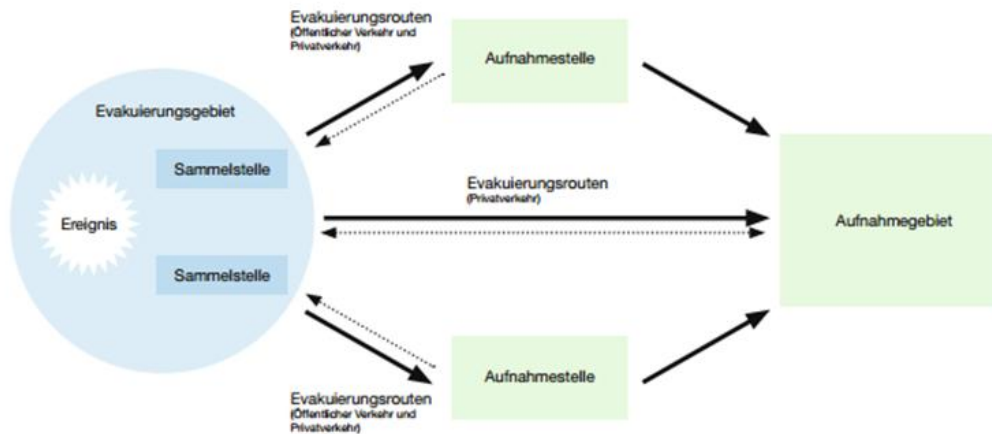 Evakuierungsrouten
(Öffentlicher Verkehr und
Privatverkehr)
Aufnahmestelle
Evakuierungsgebiet
Sammelstelle
Evakuierungsrouten
(Privatverkehr)
Ereignis
Aufnahmegebiet
Sammelstelle
Aufnahmestelle
Evakuierungsrouten
(Öffentlicher Verkehr und
Privatverkehr)